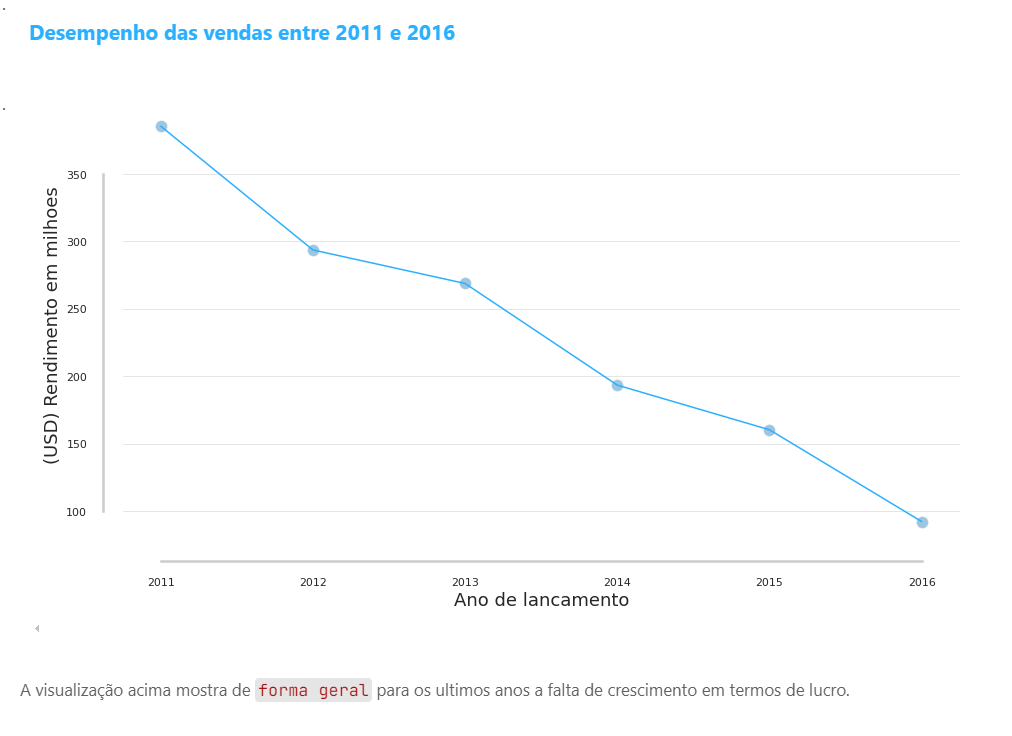 Desempenho das vendas entre 2011 e 2016
350
300
250
200
150
100
(USD) Rendimento em milhoes
2011 2012 2013 2014 2015 2016
Ano de lancamento
A visualização acima mostra de forma geral para os ultimos anos a falta de crescimento em termos de lucro.